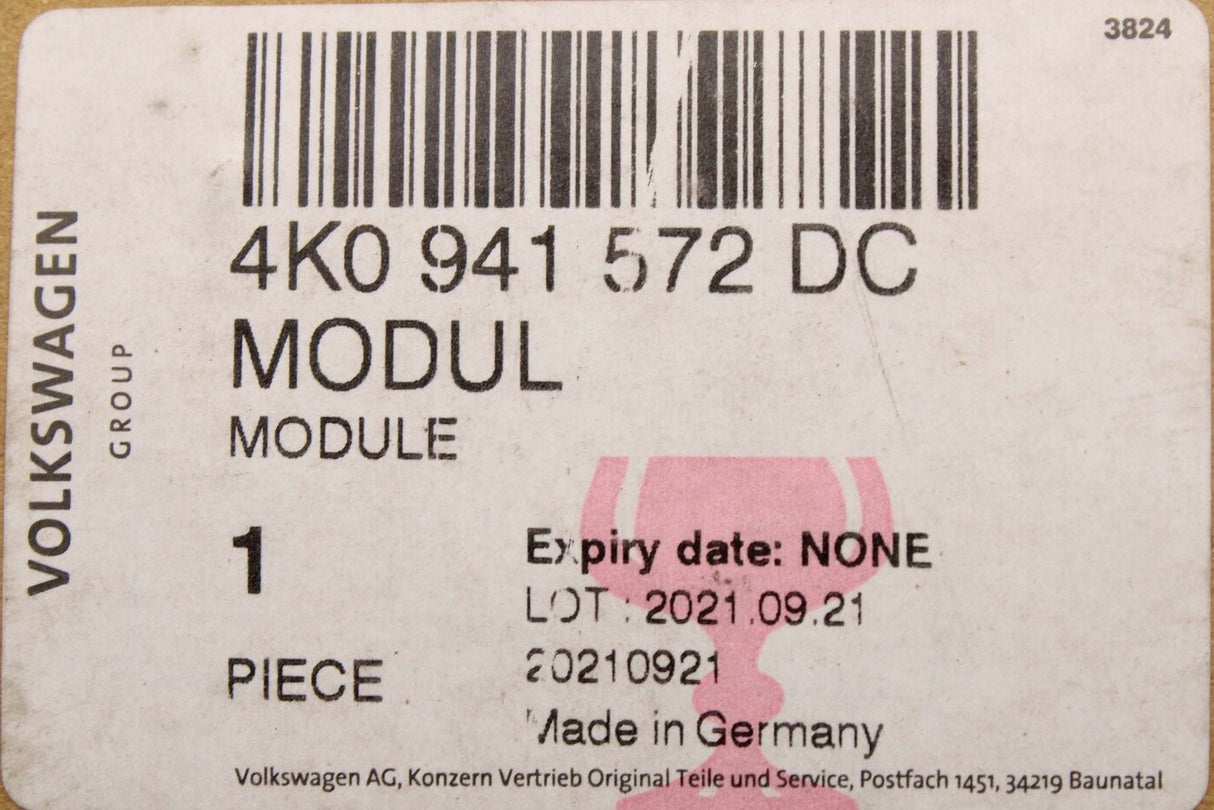 3824
4K0 941 572 DC
MODUL
MODULE
VOLKSWAGEN
GROUP
1
PIECE
Expiry date: NONE
LOT : 2021.09.21
20210921
Made in Germany
Volkswagen AG, Konzern Vertrieb Original Teile und Service, Postfach 1451, 34219 Baunatal